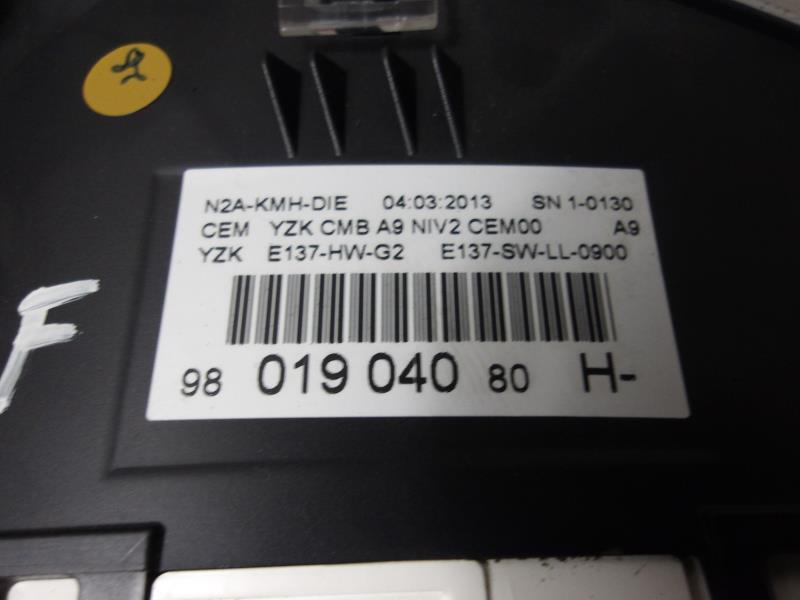 N2A-KMH-DIE 04:03:2013 SN 1-0130
CEM YZK CMB A9 NIV2 CEM00 A9
YZK E137-HW-G2 E137-SW-LL-0900
98 019 040 80 H-
F